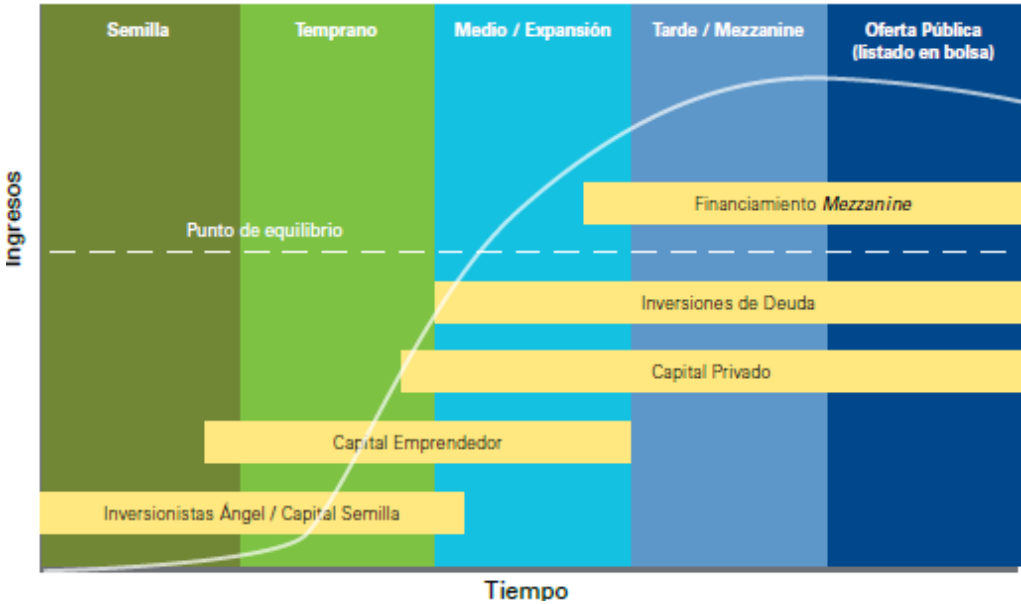 Semilla
Temprano
Medio / Expansión
Tarde / Mezzanine
Oferta Pública
(listado en bolsa)
Ingresos
Financiamiento Mezzanine
Punto de equilibrio
Inversiones de Deuda
Capital Privado
Capital Emprendedor
Inversionistas Ángel / Capital Semilla
Tiempo